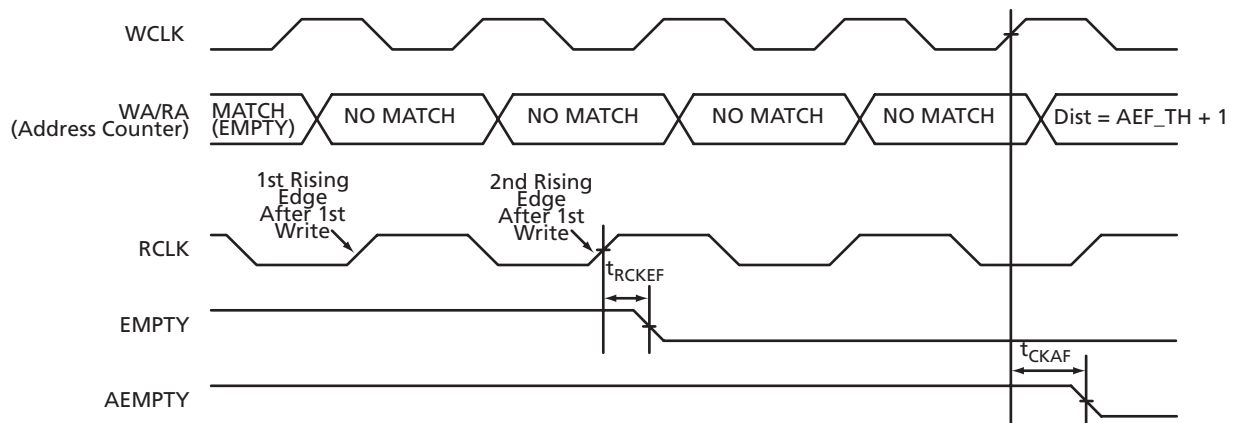 WCLK
WA/RA
(Address Counter)
MATCH
(EMPTY)
NO MATCH
NO MATCH
NO MATCH
NO MATCH
Dist = AEF_TH + 1
1st Rising
Edge
After 1st
Write
2nd Rising
Edge
After 1st
Write
RCLK
tRCKEF
EMPTY
tCKAF
AEMPTY